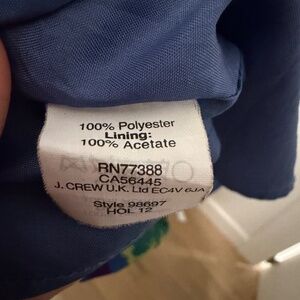 100% Polyester
Lining:
100% Acetate
RN77388
CA56445
J. CREW U.K. Ltd EC4V 6JA
Style 98697
HOL 12